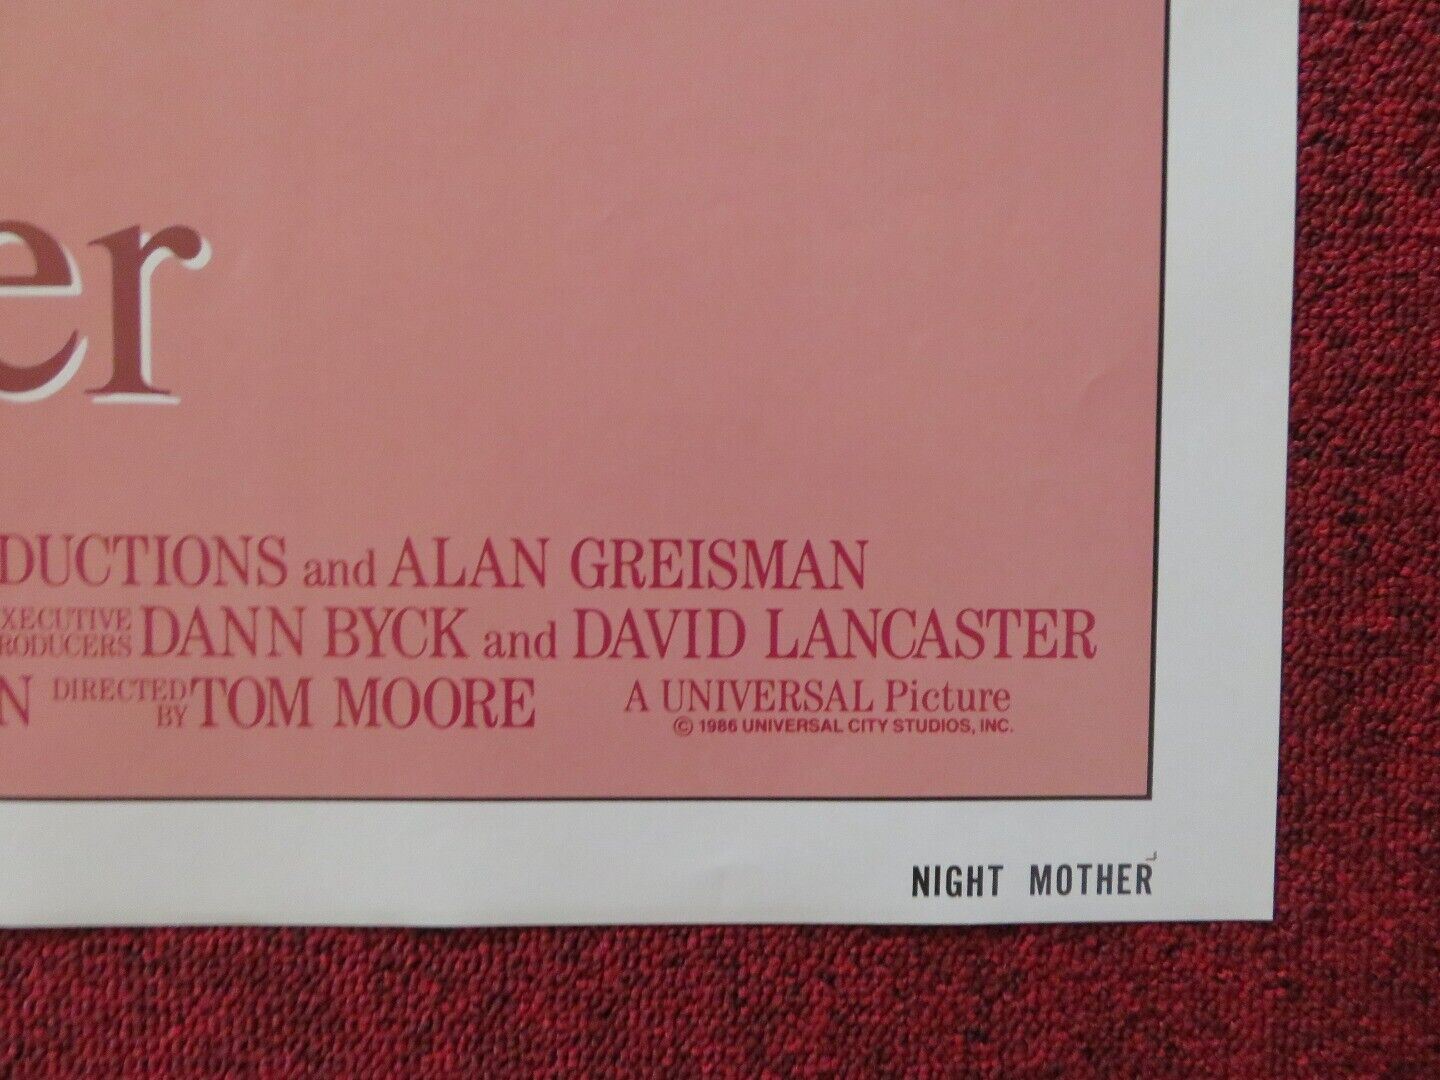 er
DUCTIONS and ALAN GREISMAN
XECUTIVE RODUCERS DANN BYCK and DAVID LANCASTER
N DIRECTED BY TOM MOORE A UNIVERSAL Picture
© 1986 UNIVERSAL CITY STUDIOS, INC.
NIGHT MOTHER